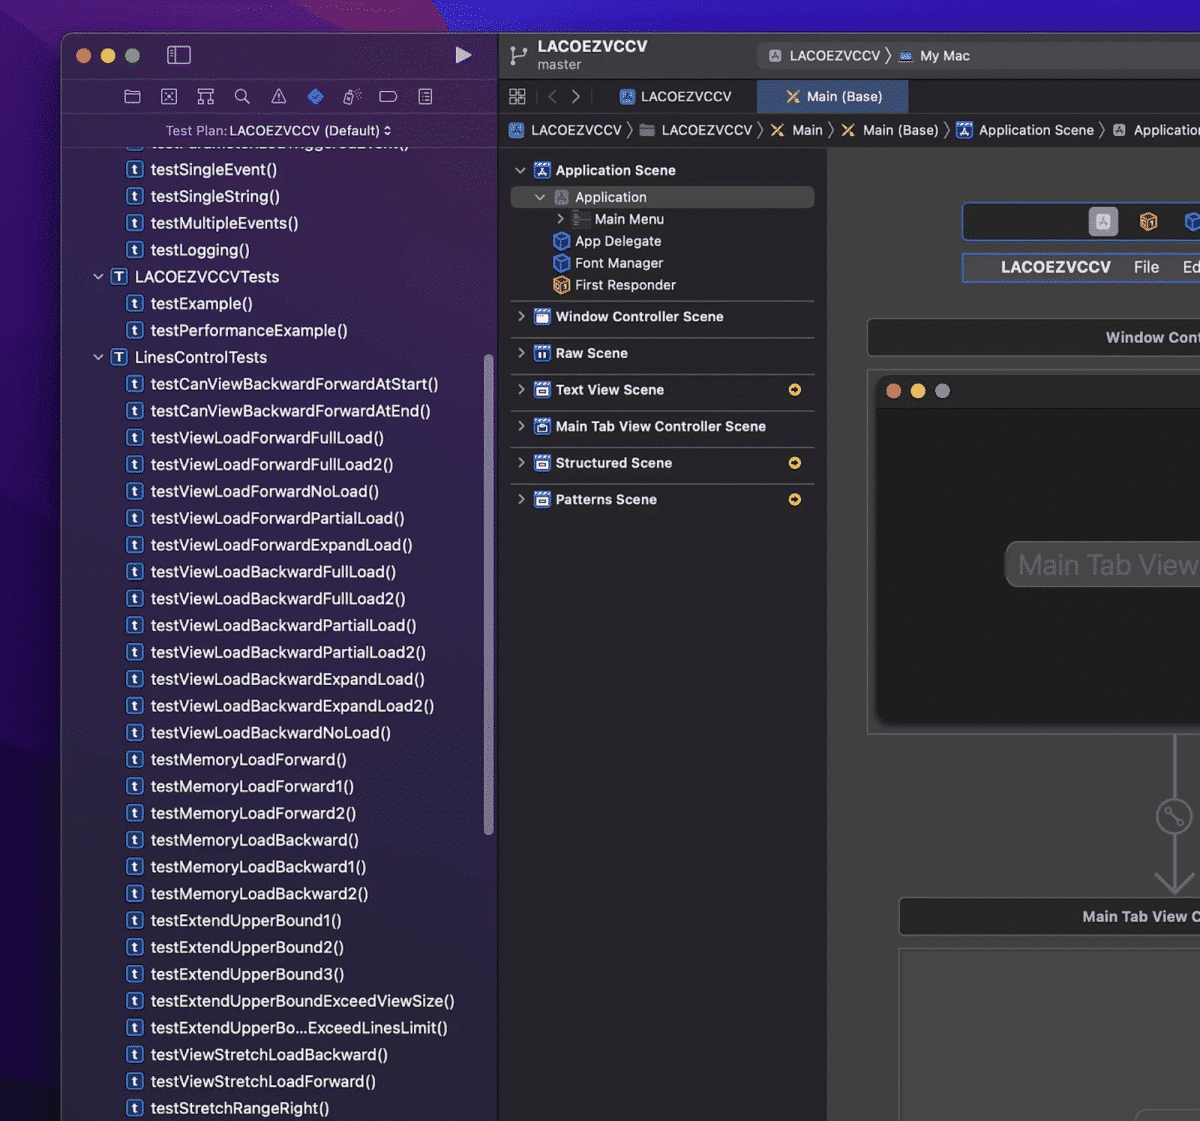 LACOEZVCCV
master
LACOEZVCCV 〉 My Mac
LACOEZVCCV
Main (Base)
Test Plan: LACOEZVCCV (Default)
LACOEZVCCV 〉 LACOEZVCCV 〉 Main 〉 Main (Base) 〉 Application Scene 〉 Application
testSingleEvent()
testSingleString()
testMultipleEvents()
testLogging()
LACOEZVCCVTests
testExample()
testPerformanceExample()
LinesControlTests
testCanViewBackwardForwardAtStart()
testCanViewBackwardForwardAtEnd()
testViewLoadForwardFullLoad()
testViewLoadForwardFullLoad2()
testViewLoadForwardNoLoad()
testViewLoadForwardPartialLoad()
testViewLoadForwardExpandLoad()
testViewLoadBackwardFullLoad()
testViewLoadBackwardFullLoad2()
testViewLoadBackwardPartialLoad()
testViewLoadBackwardPartialLoad2()
testViewLoadBackwardExpandLoad()
testViewLoadBackwardExpandLoad2()
testViewLoadBackwardNoLoad()
testMemoryLoadForward()
testMemoryLoadForward1()
testMemoryLoadForward2()
testMemoryLoadBackward()
testMemoryLoadBackward1()
testMemoryLoadBackward2()
testExtendUpperBound1()
testExtendUpperBound2()
testExtendUpperBound3()
testExtendUpperBoundExceedViewSize()
testExtendUpperBo...ExceedLinesLimit()
testViewStretchLoadBackward()
testViewStretchLoadForward()
testStretchRangeRight()
Application Scene
Application
Main Menu
App Delegate
Font Manager
First Responder
Window Controller Scene
Raw Scene
Text View Scene
Main Tab View Controller Scene
Structured Scene
Patterns Scene
LACOEZVCCV File Ed
Window Cont
Main Tab View
Main Tab View C